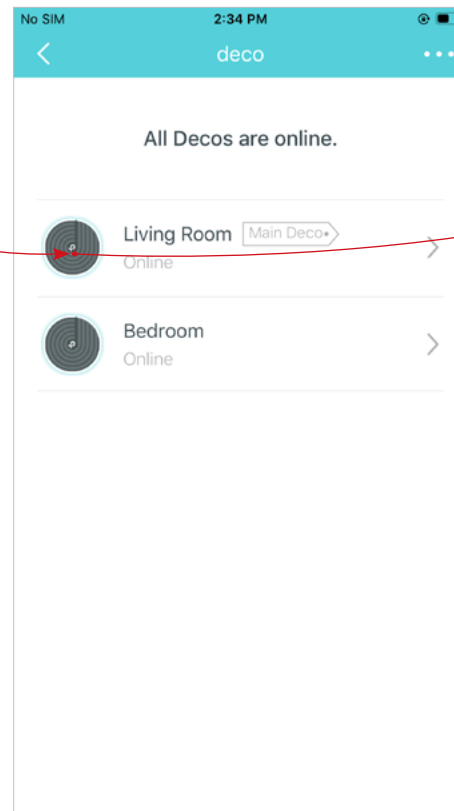 No SIM 2:34 PM
deco
All Decos are online.
Living Room Main Deco
Online
Bedroom
Online